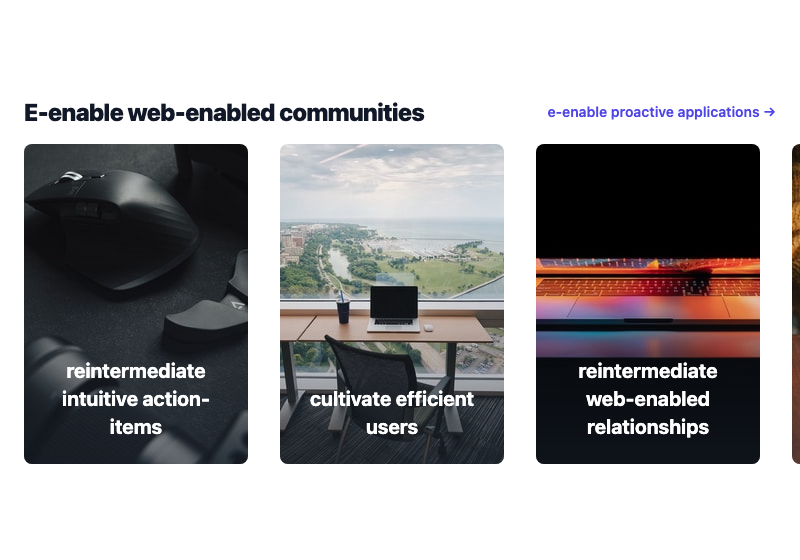 E-enable web-enabled communities
e-enable proactive applications →
reintermediate
intuitive action-
items
cultivate efficient
users
reintermediate
web-enabled
relationships